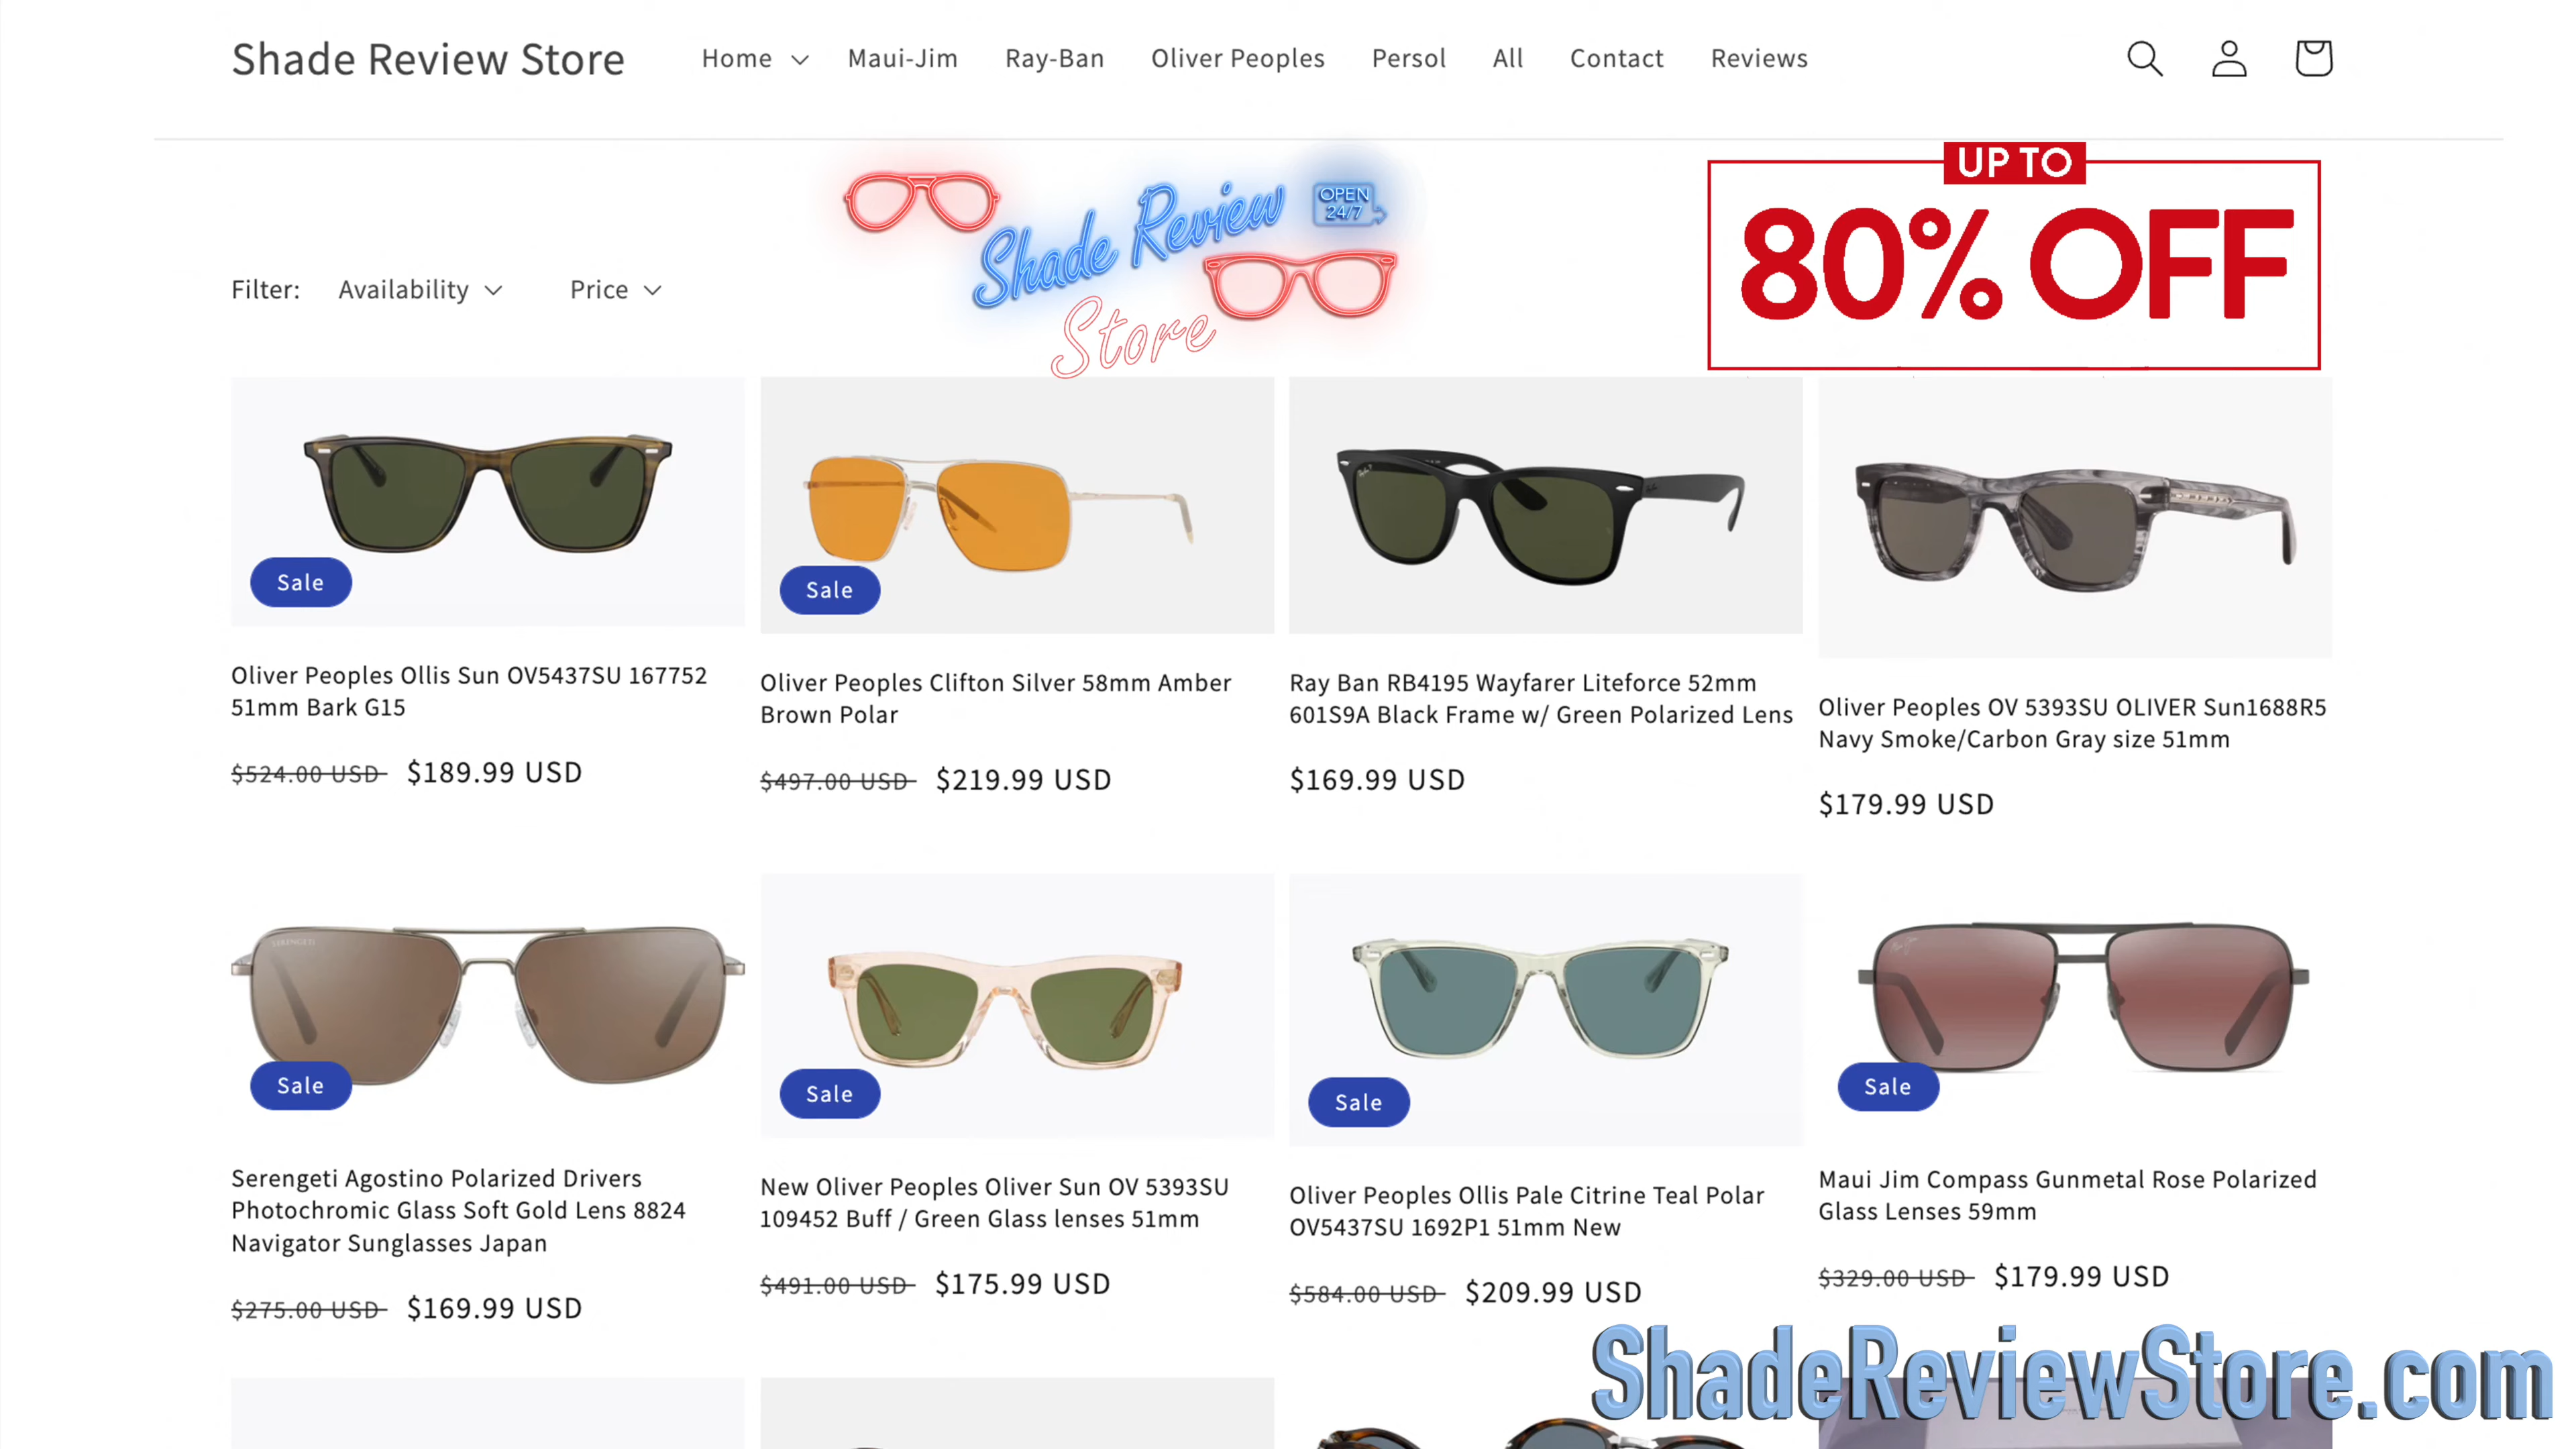 Shade Review Store
Home
Maui-Jim
Ray-Ban
Oliver Peoples
Persol
All
Contact
Reviews
Shade Review
Store
OPEN
24/7
UP TO
80% OFF
Filter:
Availability
Price
Sale
Oliver Peoples Ollis Sun OV5437SU 167752
51mm Bark G15
$524.00 USD $189.99 USD
Sale
Oliver Peoples Clifton Silver 58mm Amber
Brown Polar
$497.00 USD $219.99 USD
Ray Ban RB4195 Wayfarer Liteforce 52mm
601S9A Black Frame w/ Green Polarized Lens
$169.99 USD
Oliver Peoples OV 5393SU OLIVER Sun1688R5
Navy Smoke/Carbon Gray size 51mm
$179.99 USD
SERENGETI
Sale
Serengeti Agostino Polarized Drivers
Photochromic Glass Soft Gold Lens 8824
Navigator Sunglasses Japan
$275.00 USD $169.99 USD
Sale
New Oliver Peoples Oliver Sun OV 5393SU
109452 Buff / Green Glass lenses 51mm
$491.00 USD $175.99 USD
Sale
Oliver Peoples Ollis Pale Citrine Teal Polar
OV5437SU 1692P1 51mm New
$584.00 USD $209.99 USD
Sale
Maui Jim Compass Gunmetal Rose Polarized
Glass Lenses 59mm
$329.00 USD $179.99 USD
ShadeReviewStore.com